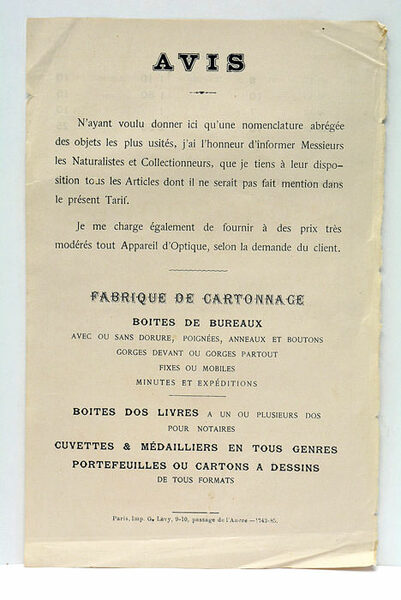 AVIS
N'ayant voulu donner ici qu'une nomenclature abrégée
des objets les plus usités, j'ai l'honneur d'informer Messieurs
les Naturalistes et Collectionneurs, que je tiens à leur dispo-
sition tous les Articles dont il ne serait pas fait mention dans
le présent Tarif.
Je me charge également de fournir à des prix très
modérés tout Appareil d'Optique, selon la demande du client.
FABRIQUE DE CARTONNAGE
BOITES DE BUREAUX
AVEC OU SANS DORURE, POIGNÉES, ANNEAUX ET BOUTONS
GORGES DEVANT OU GORGES PARTOUT
FIXES OU MOBILES
MINUTES ET EXPÉDITIONS
BOITES DOS LIVRES A UN OU PLUSIEURS DOS
POUR NOTAIRES
CUVETTES & MÉDAILLIERS EN TOUS GENRES
PORTEFEUILLES OU CARTONS A DESSINS
DE TOUS FORMATS
Paris, Imp. G. Lévy, 9-10, passage de l'Ancre —1743-85.